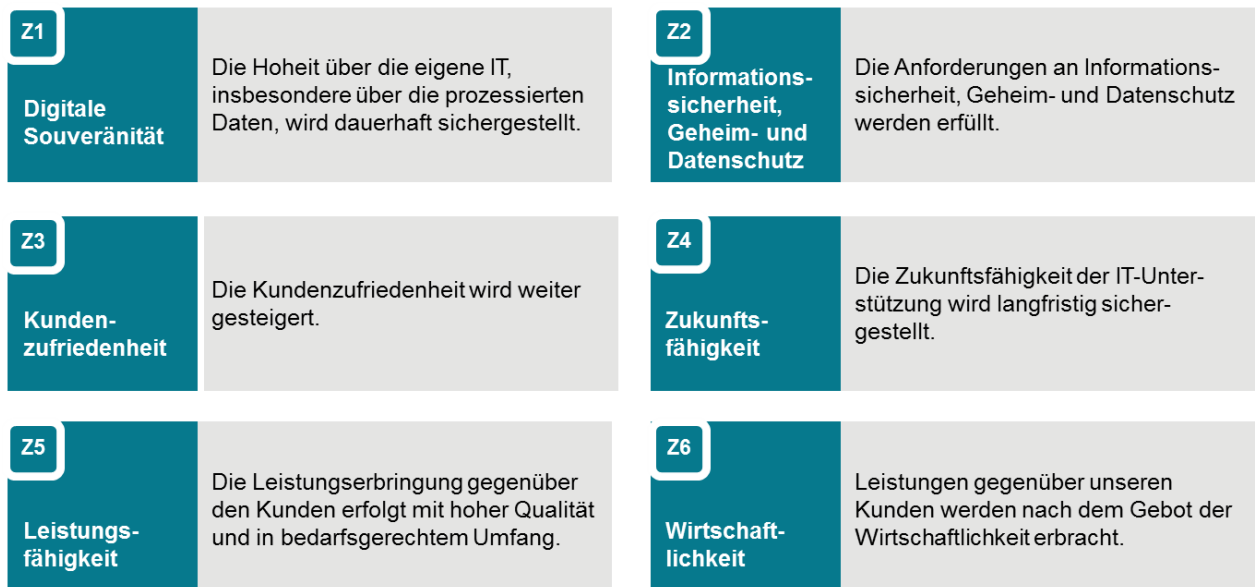 Z1
Digitale
Souveränität
Die Hoheit über die eigene IT,
insbesondere über die prozessierten
Daten, wird dauerhaft sichergestellt.
Z2
Informations-
sicherheit,
Geheim- und
Datenschutz
Die Anforderungen an Informations-
sicherheit, Geheim- und Datenschutz
werden erfüllt.
Z3
Kunden-
zufriedenheit
Die Kundenzufriedenheit wird weiter
gesteigert.
Z4
Zukunfts-
fähigkeit
Die Zukunftsfähigkeit der IT-Unter-
stützung wird langfristig sicher-
gestellt.
Z5
Leistungs-
fähigkeit
Die Leistungserbringung gegenüber
den Kunden erfolgt mit hoher Qualität
und in bedarfsgerechtem Umfang.
Z6
Wirtschaft-
lichkeit
Leistungen gegenüber unseren
Kunden werden nach dem Gebot der
Wirtschaftlichkeit erbracht.